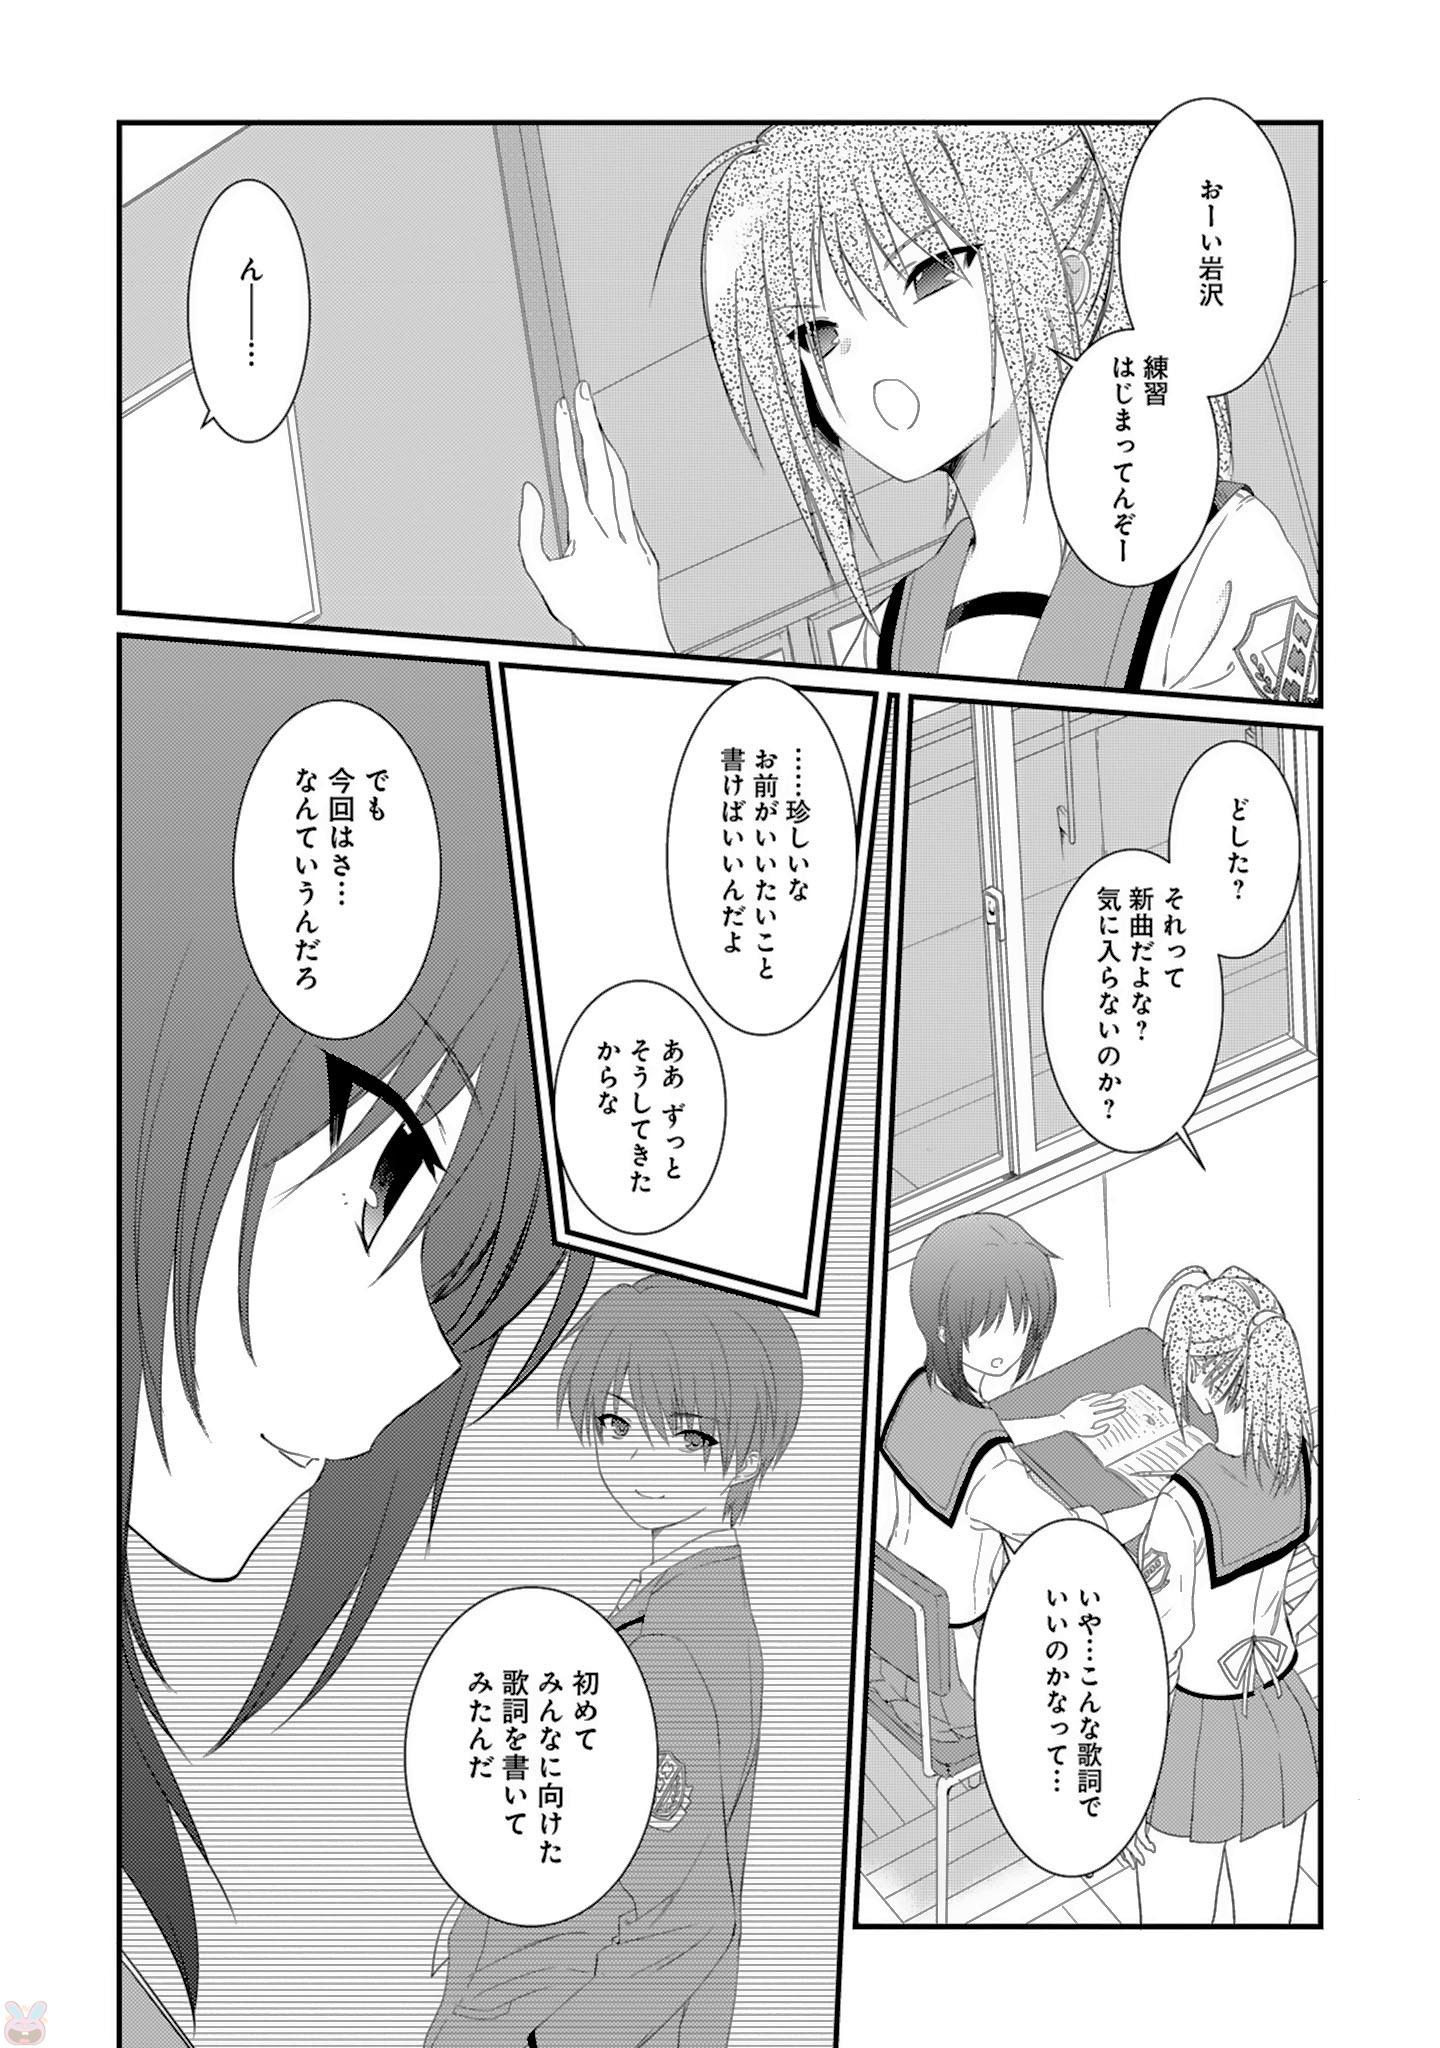 おーい岩沢
練習
はじまってんぞー
ん――…
どした？
それって
新曲だよな？
気に入らないのか？
いや…こんな歌詞で
いいのかなって…
……珍しいな
お前がいいたいこと
書けばいいんだよ
ああ ずっと
そうしてきた
からな
でも
今回はさ…
なんていうんだろ
初めて
みんなに向けた
歌詞を書いて
みたんだ